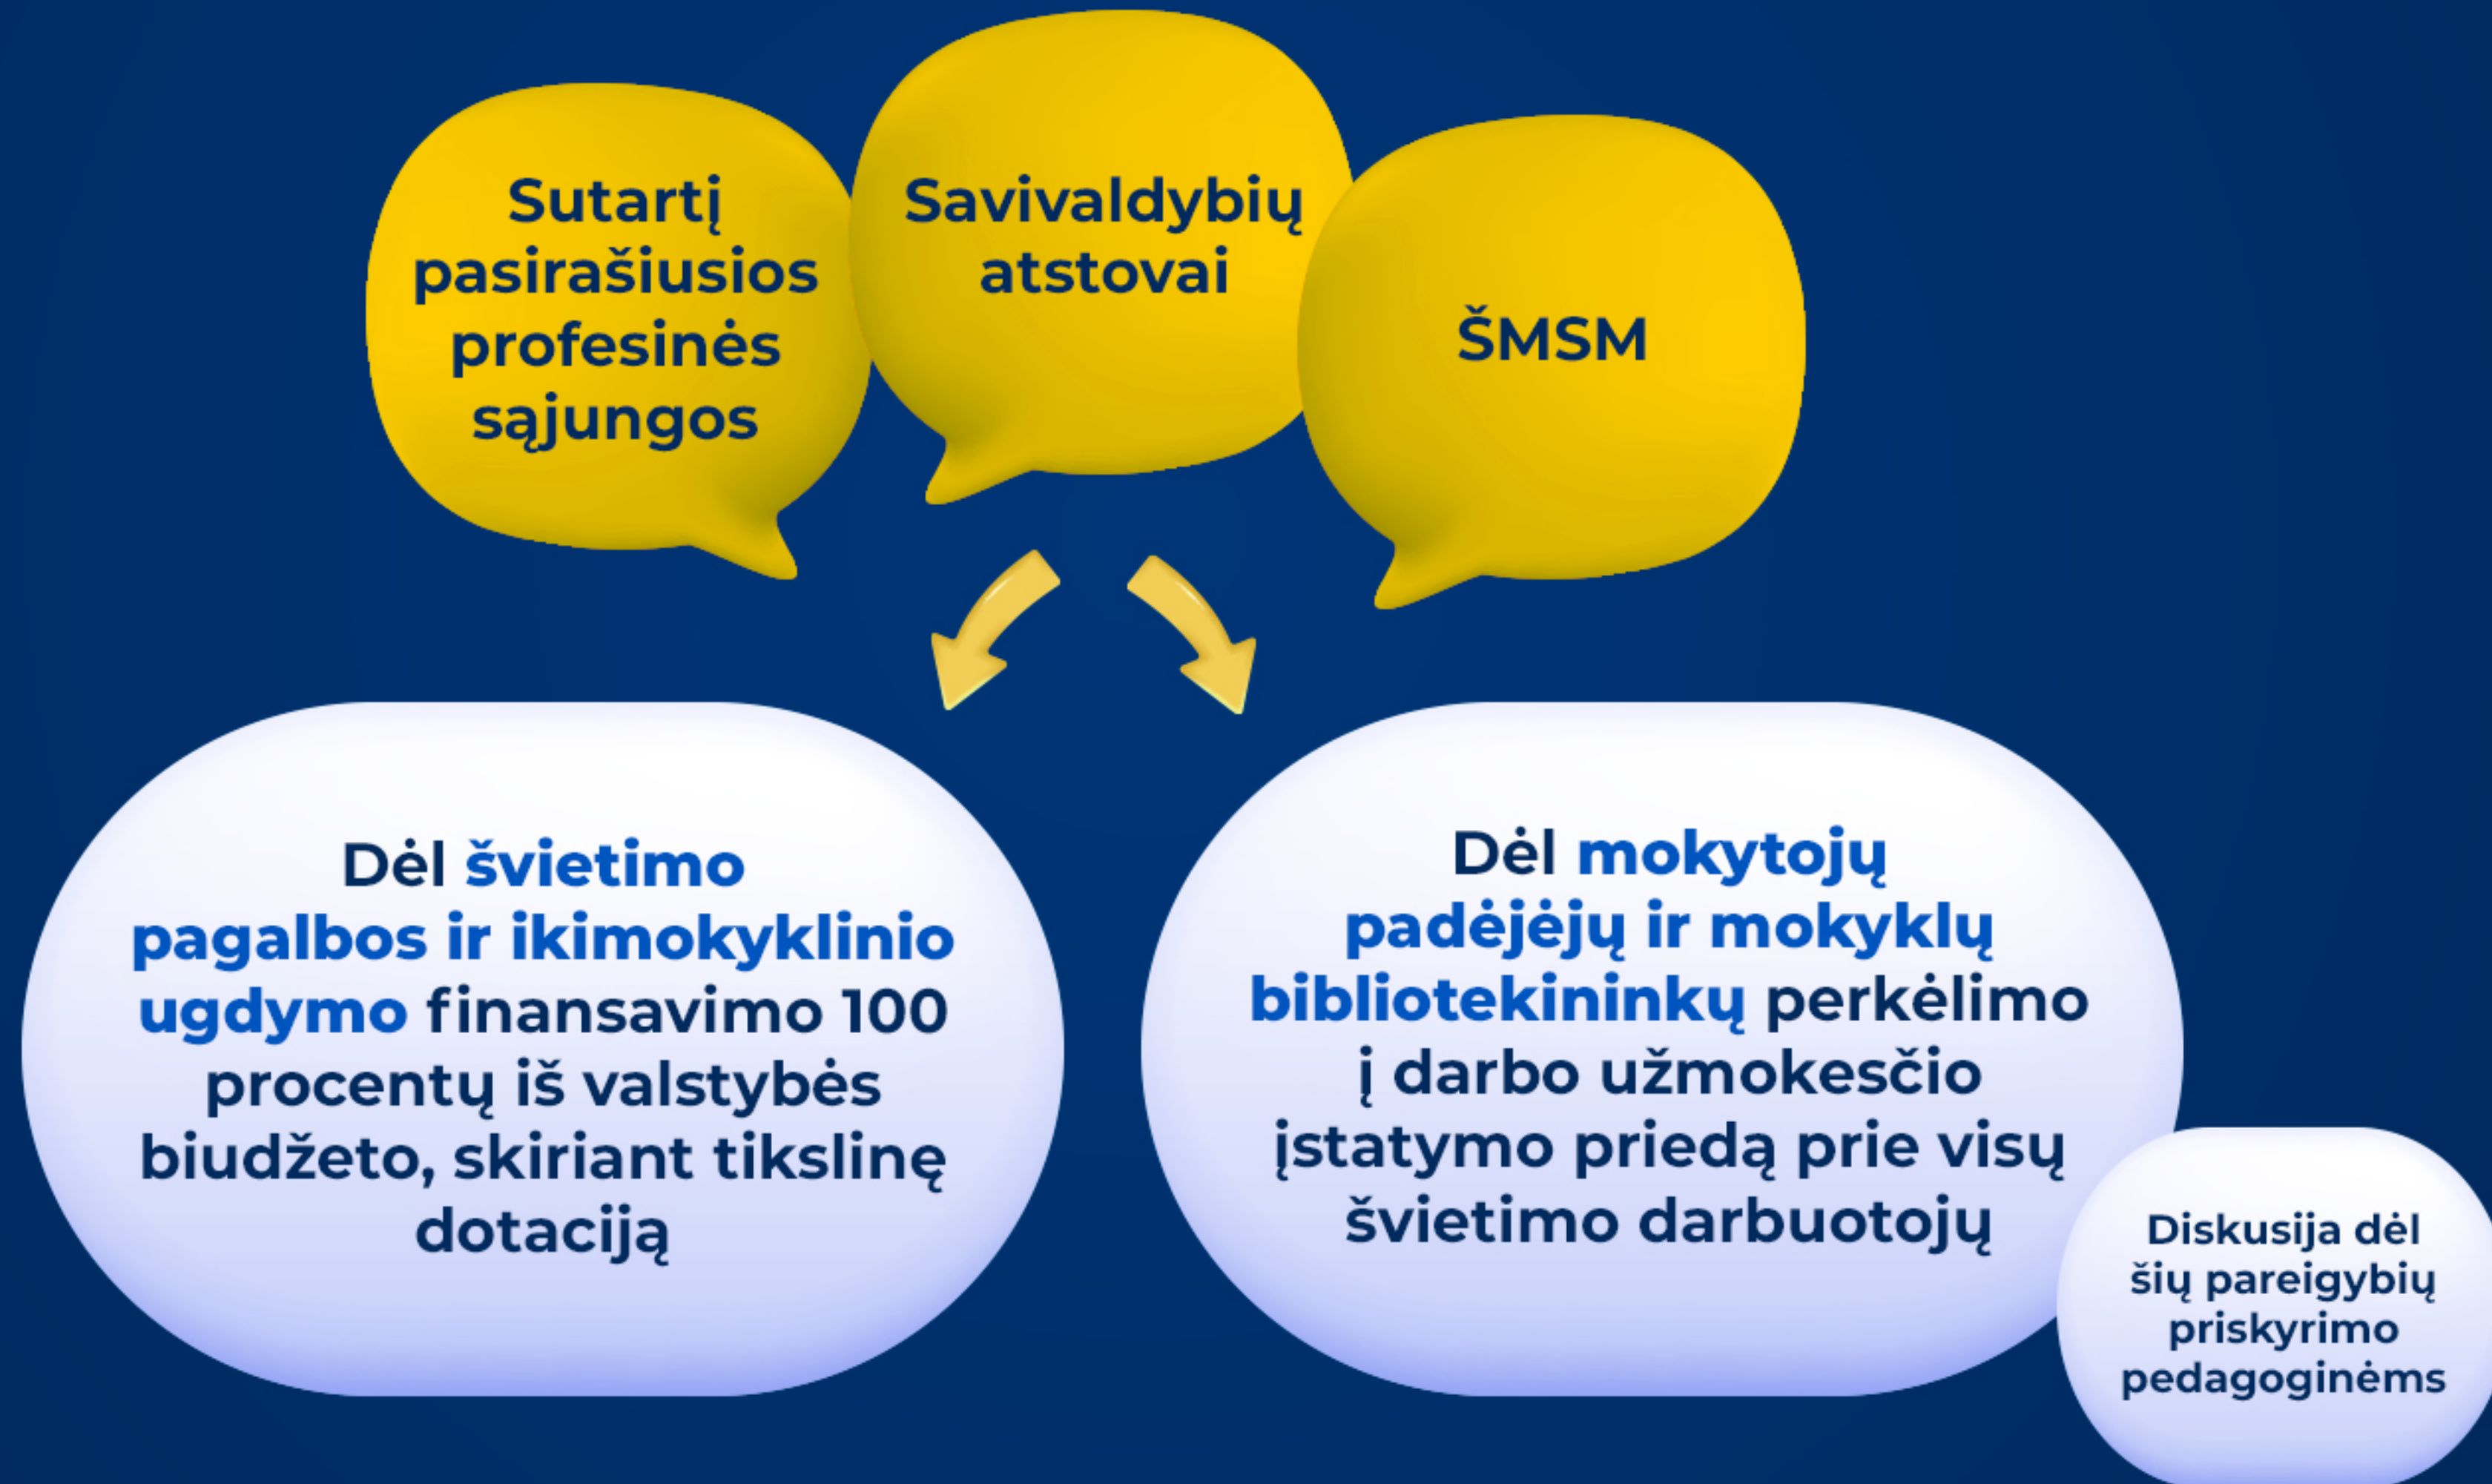 Sutartį
pasirašiusios
profesinės
sąjungos
Savivaldybių
atstovai
ŠMSM
Dėl švietimo
pagalbos ir ikimokyklinio
ugdymo finansavimo 100
procentų iš valstybės
biudžeto, skiriant tikslinę
dotaciją
Dėl mokytojų
padėjėjų ir mokyklų
bibliotekininkų perkėlimo
į darbo užmokesčio
įstatymo priedą prie visų
švietimo darbuotojų
Diskusija dėl
šių pareigybių
priskyrimo
pedagoginėms